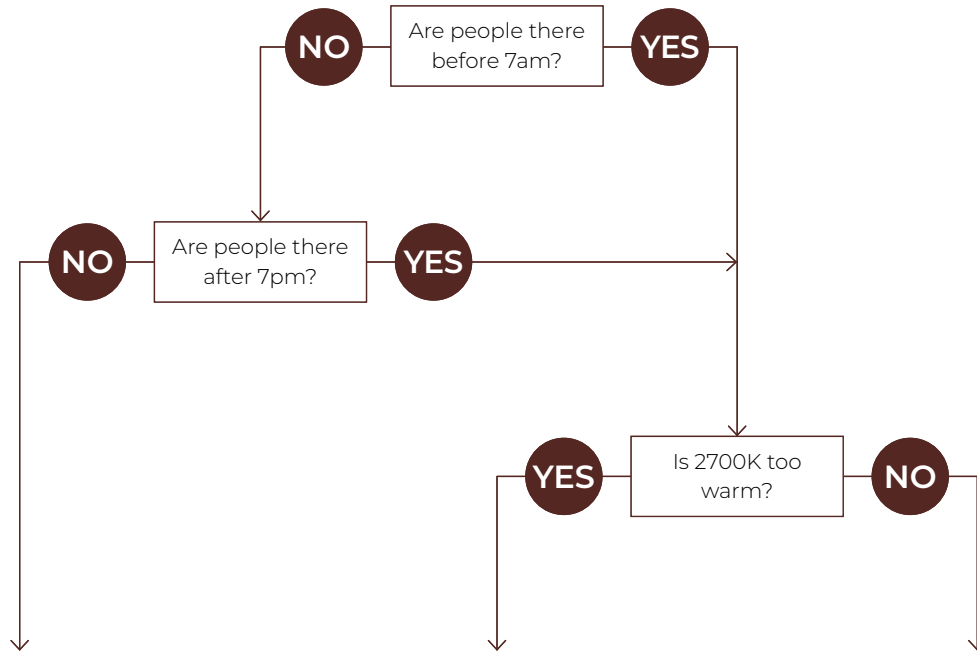 NO
Are people there
before 7am?
YES
NO
Are people there
after 7pm?
YES
YES
Is 2700K too
warm?
NO